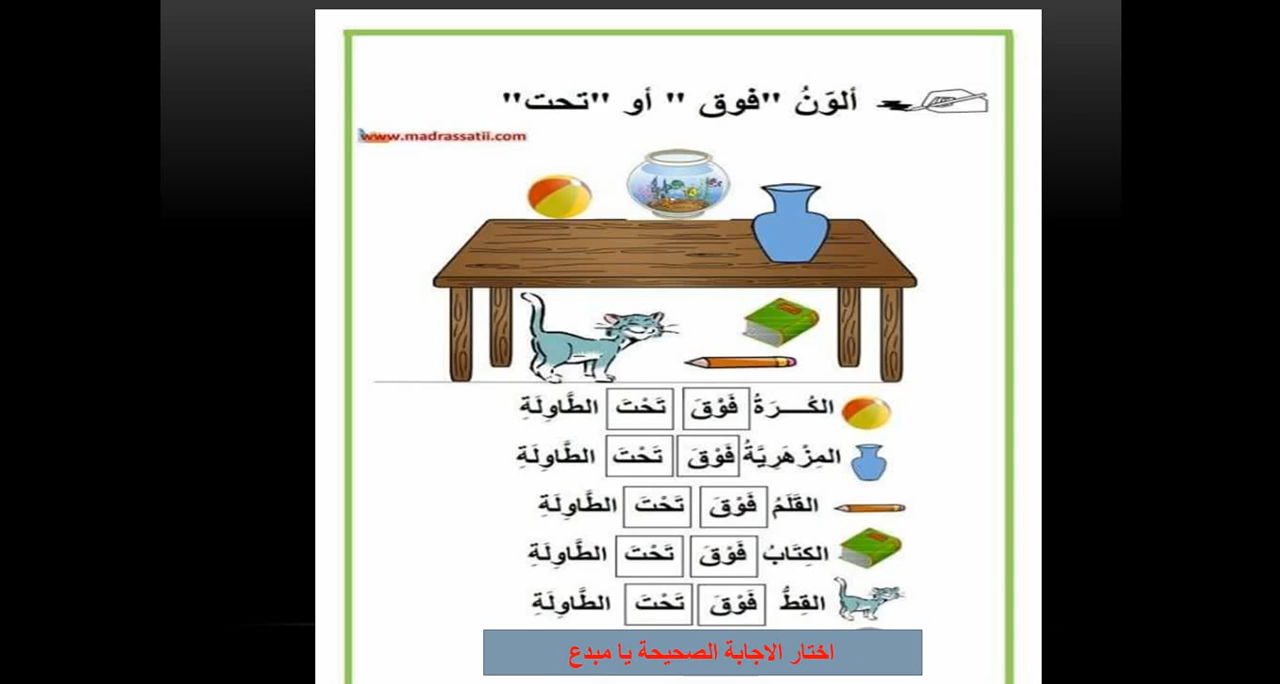 ألوَنُ "فوق " أو "تحت"
www.madrassatii.com
الكُـــرَةُ فَوْقَ تَحْتَ الطَّاوِلَةِ
المِزْهَرِيَّةُ فَوْقَ تَحْتَ الطَّاوِلَةِ
القَلَمُ فَوْقَ تَحْتَ الطَّاوِلَةِ
الكِتَابُ فَوْقَ تَحْتَ الطَّاوِلَةِ
القِطُّ فَوْقَ تَحْتَ الطَّاوِلَةِ
اختار الاجابة الصحيحة يا مبدع